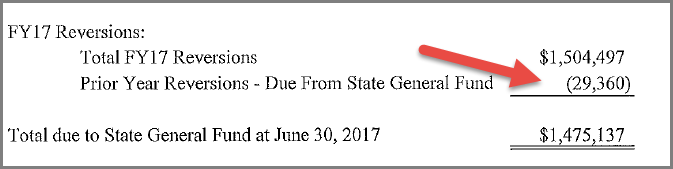 FY17 Reversions:
Total FY17 Reversions $1,504,497
Prior Year Reversions - Due From State General Fund (29,360)
Total due to State General Fund at June 30, 2017 $1,475,137